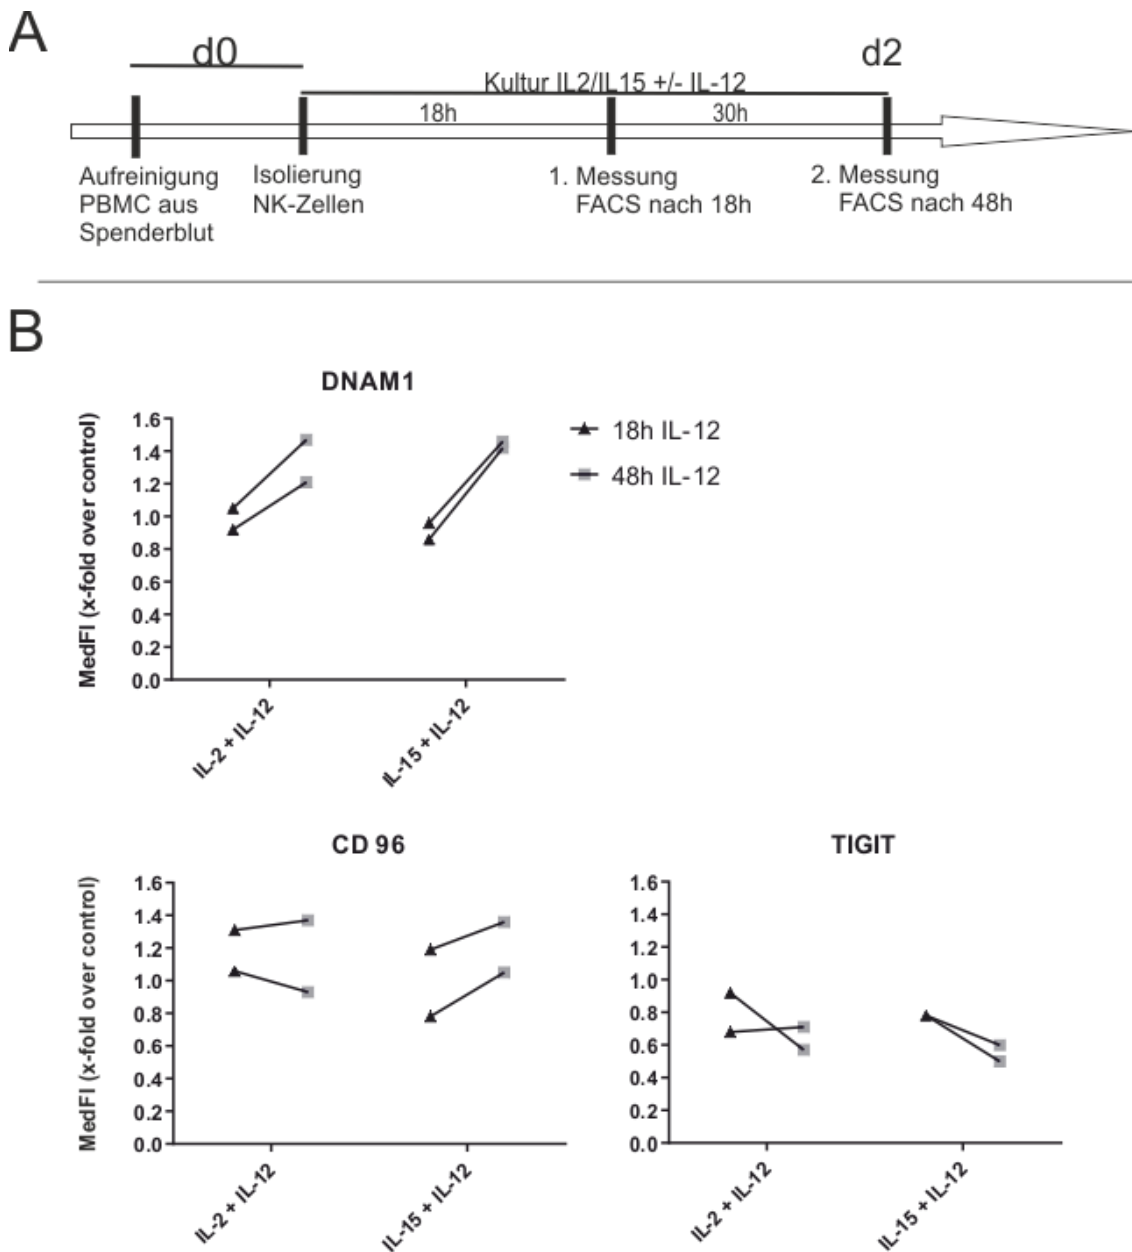 A
d0
d2
Kultur IL2/IL15 +/- IL-12
18h
30h
Aufreinigung
PBMC aus
Spenderblut
Isolierung
NK-Zellen
1. Messung
FACS nach 18h
2. Messung
FACS nach 48h
B
DNAM1
MedFI (x-fold over control)
1.6
1.4
1.2
1.0
0.8
0.6
0.4
0.2
0.0
IL-2 + IL-12
IL-15 + IL-12
18h IL-12
48h IL-12
CD 96
MedFI (x-fold over control)
1.6
1.4
1.2
1.0
0.8
0.6
0.4
0.2
0.0
IL-2 + IL-12
IL-15 + IL-12
TIGIT
MedFI (x-fold over control)
1.6
1.4
1.2
1.0
0.8
0.6
0.4
0.2
0.0
IL-2 + IL-12
IL-15 + IL-12